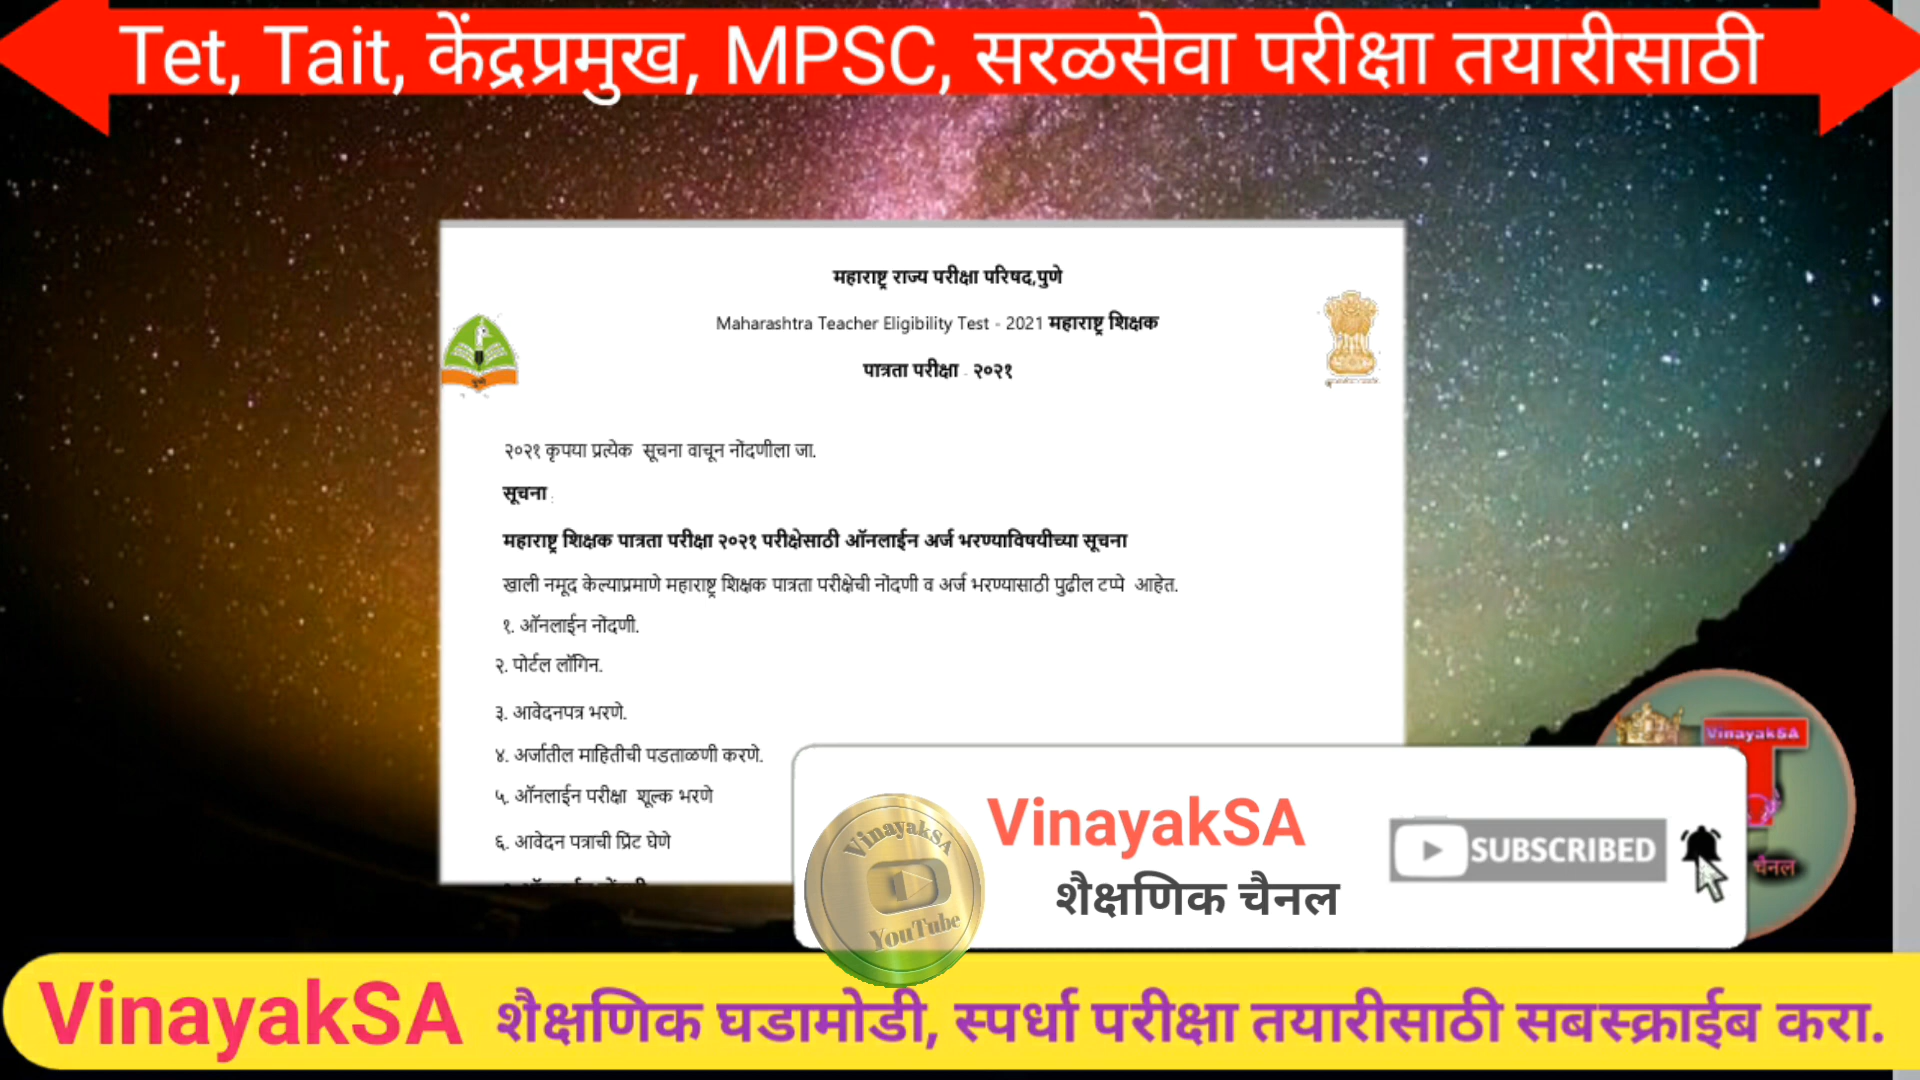 Tet, Tait, केंद्रप्रमुख, MPSC, सरळसेवा परीक्षा तयारीसाठी
महाराष्ट्र राज्य परीक्षा परिषद,पुणे
Maharashtra Teacher Eligibility Test - 2021 महाराष्ट्र शिक्षक
पात्रता परीक्षा - २०२१
२०२१ कृपया प्रत्येक सूचना वाचून नोंदणीला जा.
सूचना :
महाराष्ट्र शिक्षक पात्रता परीक्षा २०२१ परीक्षेसाठी ऑनलाईन अर्ज भरण्याविषयीच्या सूचना
खाली नमूद केल्याप्रमाणे महाराष्ट्र शिक्षक पात्रता परीक्षेची नोंदणी व अर्ज भरण्यासाठी पुढील टप्पे आहेत.
१. ऑनलाईन नोंदणी.
२. पोर्टल लॉगिन.
३. आवेदनपत्र भरणे.
४. अर्जातील माहितीची पडताळणी करणे.
५. ऑनलाईन परीक्षा शूल्क भरणे
६. आवेदन पत्राची प्रिंट घेणे
VinayakSA
चैनल
VinayakSA
YouTube
VinayakSA
शैक्षणिक चैनल
SUBSCRIBED
VinayakSA शैक्षणिक घडामोडी, स्पर्धा परीक्षा तयारीसाठी सबस्क्राईब करा.